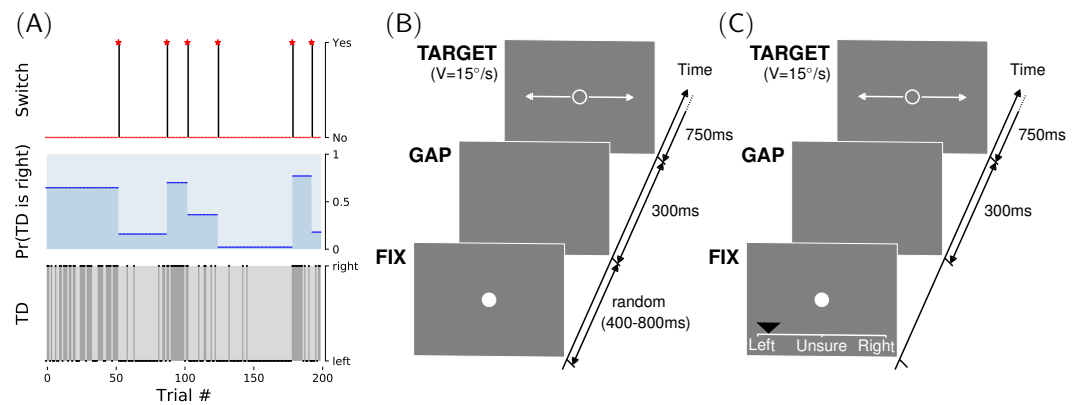 (A)
Switch
Yes
No
Pr(TD is right)
1
0.5
0
TD
right
left
0
50
100
150
200
Trial #
(B)
TARGET
(V=15°/s)
Time
750ms
GAP
300ms
FIX
random
(400-800ms)
(C)
TARGET
(V=15°/s)
Time
750ms
GAP
300ms
FIX
Left Unsure Right